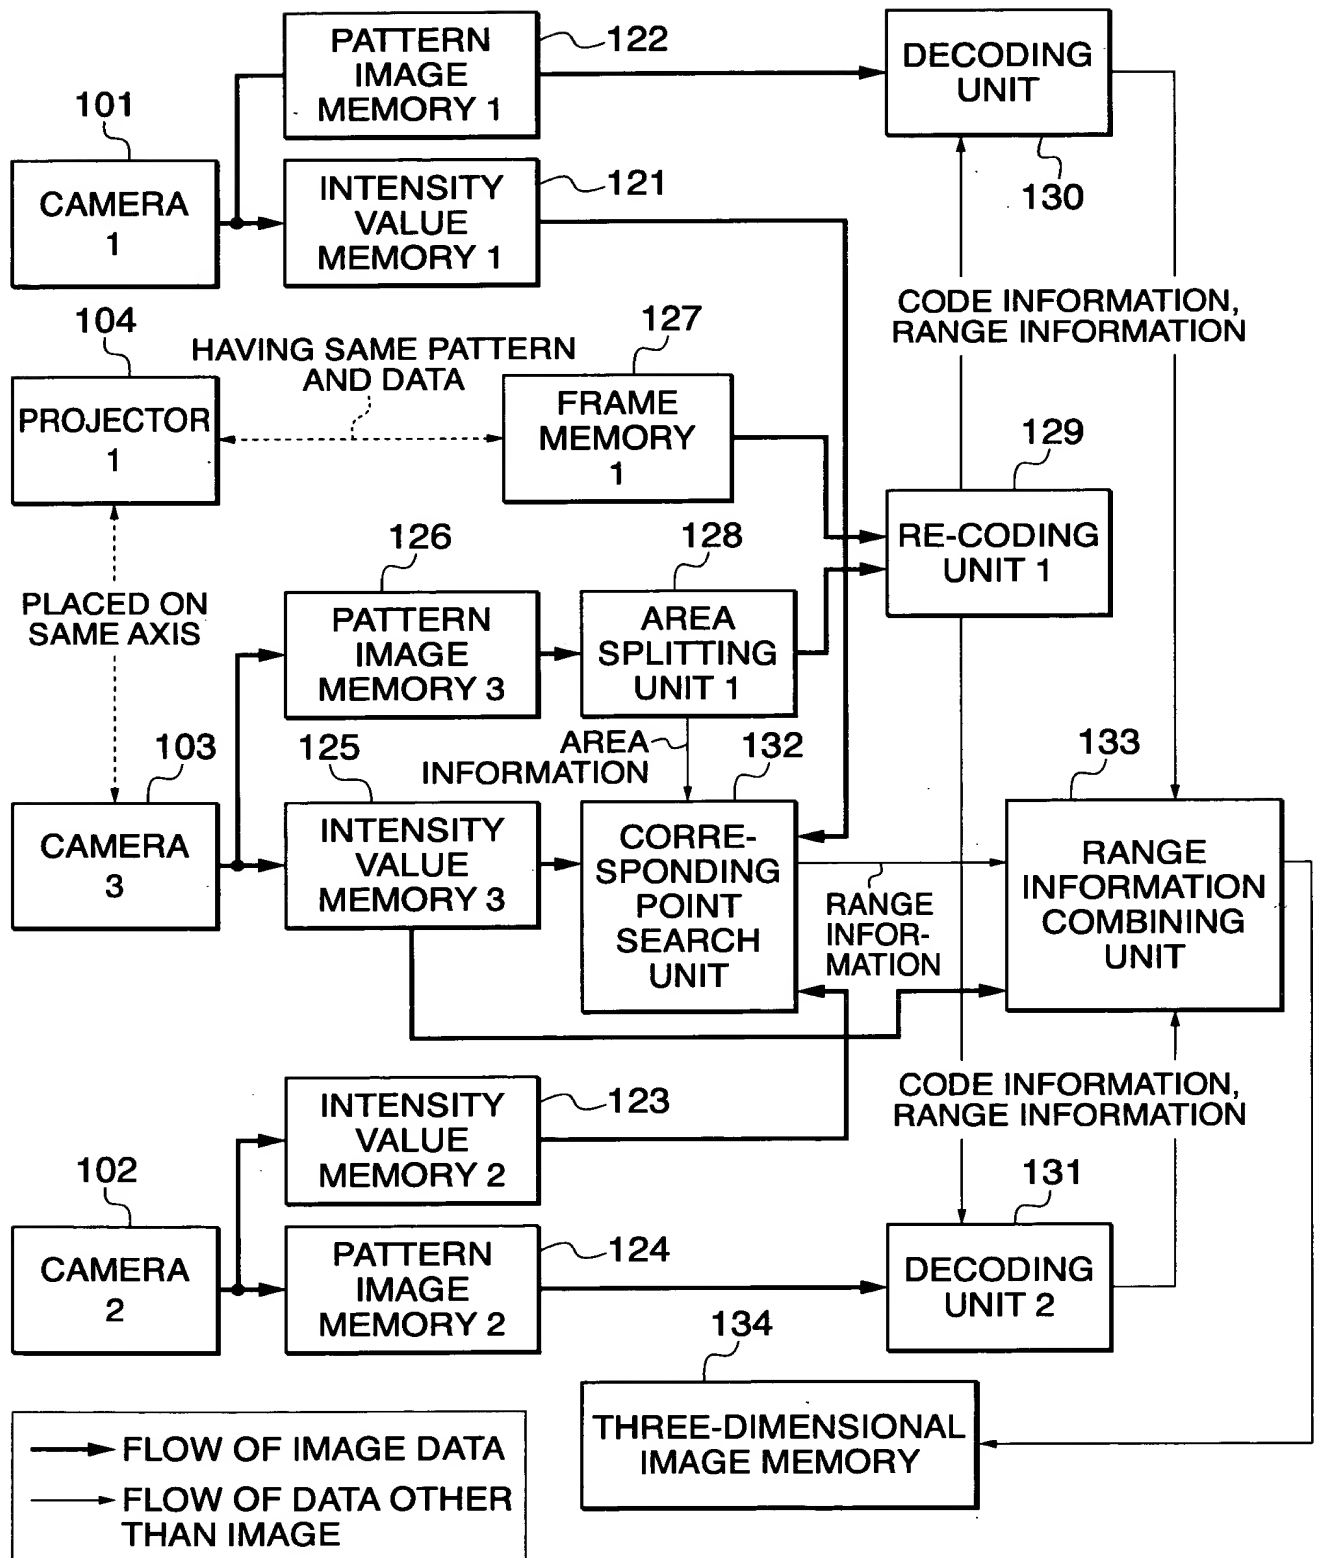 PATTERN
IMAGE
MEMORY 1
122
DECODING
UNIT
130
101
CAMERA
1
INTENSITY
VALUE
MEMORY 1
121
CODE INFORMATION,
RANGE INFORMATION
104
PROJECTOR
1
HAVING SAME PATTERN
AND DATA
127
FRAME
MEMORY
1
129
RE-CODING
UNIT 1
PLACED ON
SAME AXIS
126
PATTERN
IMAGE
MEMORY 3
128
AREA
SPLITTING
UNIT 1
AREA
INFORMATION
103
CAMERA
3
125
INTENSITY
VALUE
MEMORY 3
132
CORRE-
SPONDING
POINT
SEARCH
UNIT
RANGE
INFOR-
MATION
133
RANGE
INFORMATION
COMBINING
UNIT
INTENSITY
VALUE
MEMORY 2
123
CODE INFORMATION,
RANGE INFORMATION
102
CAMERA
2
PATTERN
IMAGE
MEMORY 2
124
131
DECODING
UNIT 2
134
THREE-DIMENSIONAL
IMAGE MEMORY
FLOW OF IMAGE DATA
FLOW OF DATA OTHER
THAN IMAGE